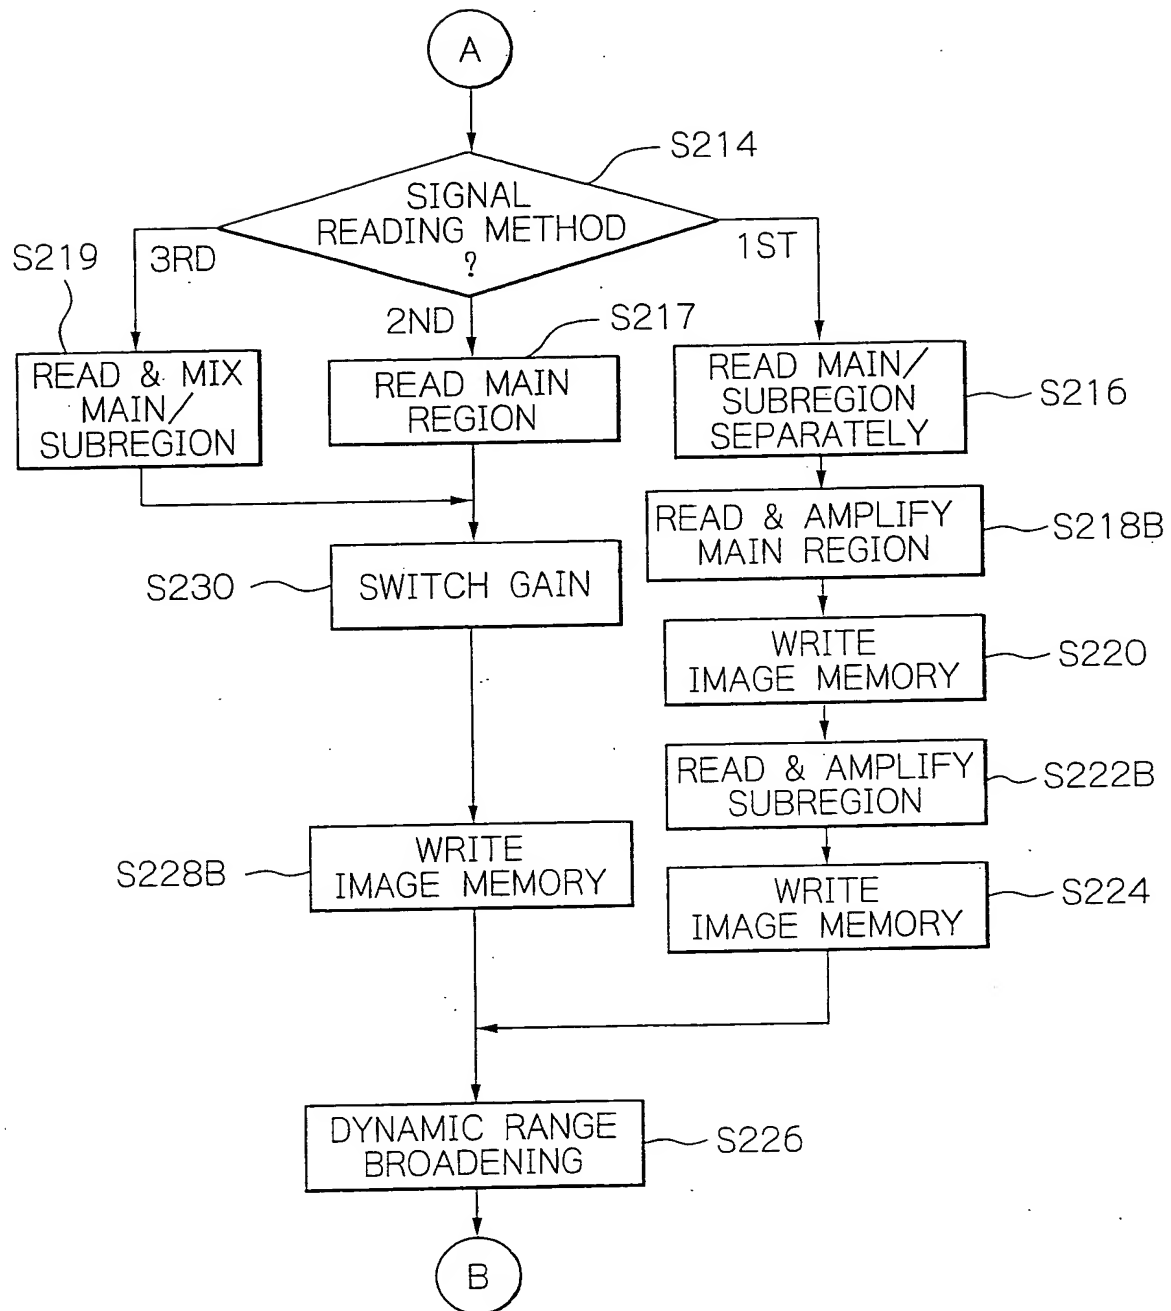 A
S214
SIGNAL
READING METHOD
?
3RD
1ST
S219
2ND
S217
READ & MIX
MAIN/
SUBREGION
READ MAIN
REGION
READ MAIN/
SUBREGION
SEPARATELY
S216
READ & AMPLIFY
MAIN REGION
S218B
S230
SWITCH GAIN
WRITE
IMAGE MEMORY
S220
READ & AMPLIFY
SUBREGION
S222B
S228B
WRITE
IMAGE MEMORY
WRITE
IMAGE MEMORY
S224
DYNAMIC RANGE
BROADENING
S226
B